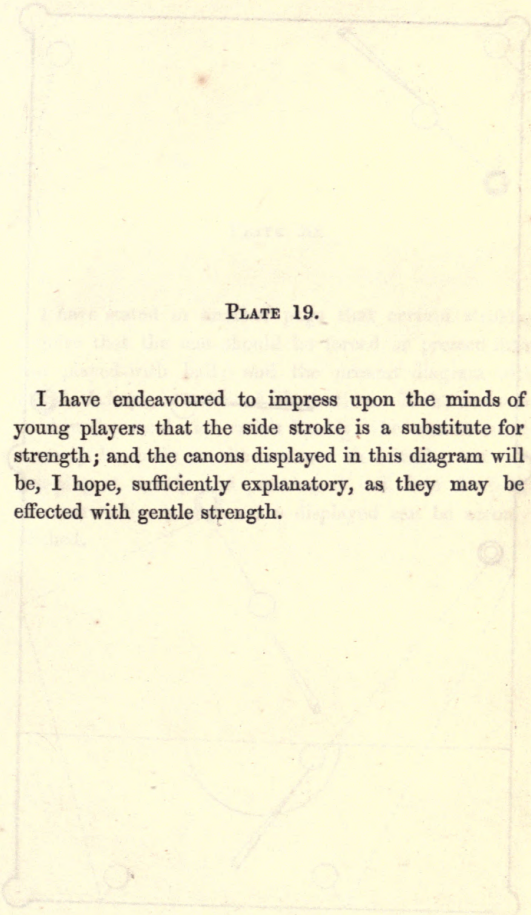 PLATE 19.
I have endeavoured to impress upon the minds of
young players that the side stroke is a substitute for
strength; and the canons displayed in this diagram will
be, I hope, sufficiently explanatory, as they may be
effected with gentle strength.